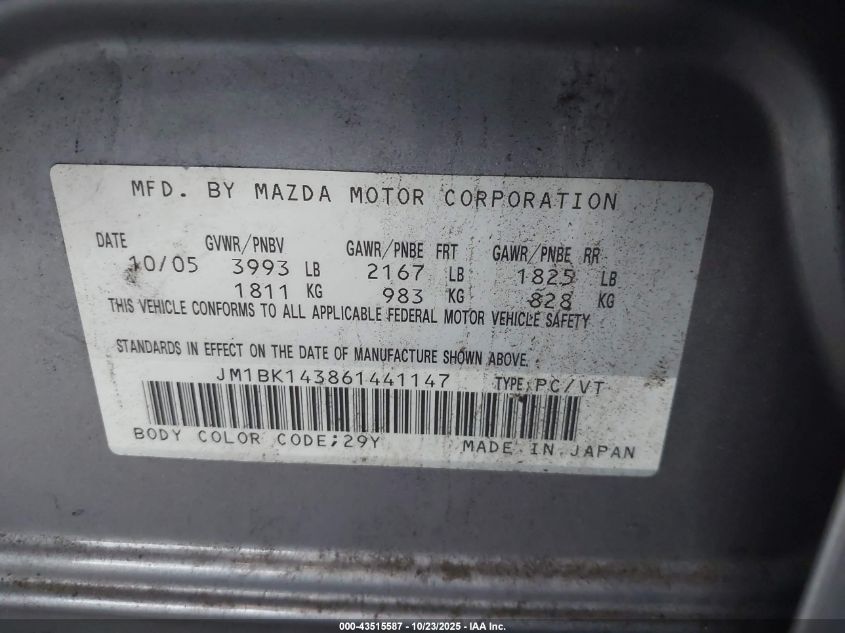 MFD. BY MAZDA MOTOR CORPORATION
DATE GVWR/PNBV GAWR/PNBE FRT GAWR/PNBE RR
10/05 3993 LB 2167 LB 1825 LB
1811 KG 983 KG 828 KG
THIS VEHICLE CONFORMS TO ALL APPLICABLE FEDERAL MOTOR VEHICLE SAFETY
STANDARDS IN EFFECT ON THE DATE OF MANUFACTURE SHOWN ABOVE.
JM1BK143861441147 TYPE;PC/VT
BODY COLOR CODE;29Y MADE IN JAPAN
000-43515587 - 10/23/2025 - IAA Inc.